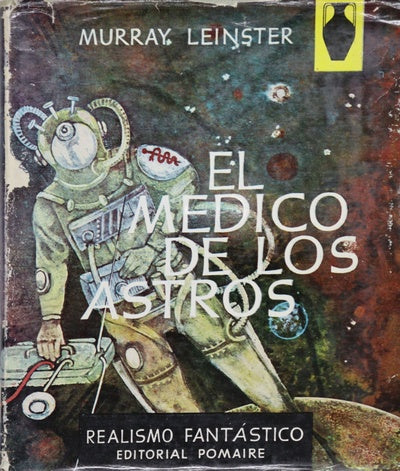 MURRAY LEINSTER
EL
MEDICO
DE LOS
ASTROS
REALISMO FANTÁSTICO
EDITORIAL POMAIRE